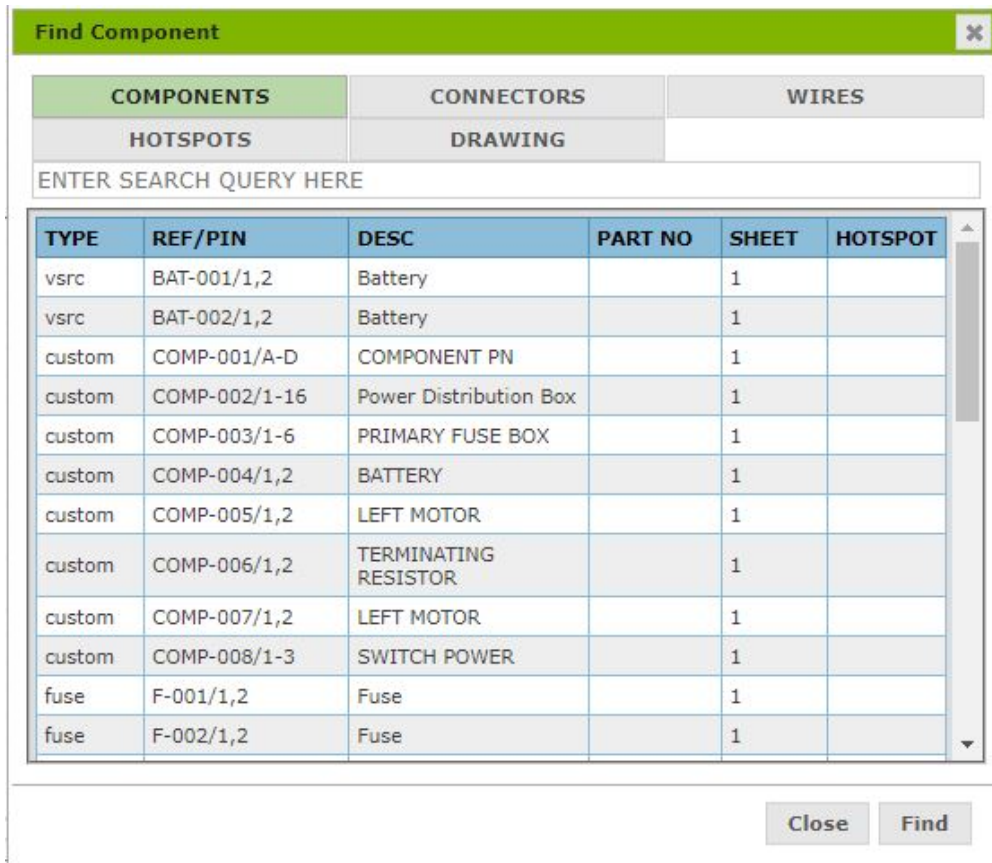 Find Component
COMPONENTS CONNECTORS WIRES
HOTSPOTS DRAWING
ENTER SEARCH QUERY HERE
TYPE REF/PIN DESC PART NO SHEET HOTSPOT
vsrc BAT-001/1,2 Battery 1
vsrc BAT-002/1,2 Battery 1
custom COMP-001/A-D COMPONENT PN 1
custom COMP-002/1-16 Power Distribution Box 1
custom COMP-003/1-6 PRIMARY FUSE BOX 1
custom COMP-004/1,2 BATTERY 1
custom COMP-005/1,2 LEFT MOTOR 1
custom COMP-006/1,2 TERMINATING RESISTOR 1
custom COMP-007/1,2 LEFT MOTOR 1
custom COMP-008/1-3 SWITCH POWER 1
fuse F-001/1,2 Fuse 1
fuse F-002/1,2 Fuse 1
Close Find